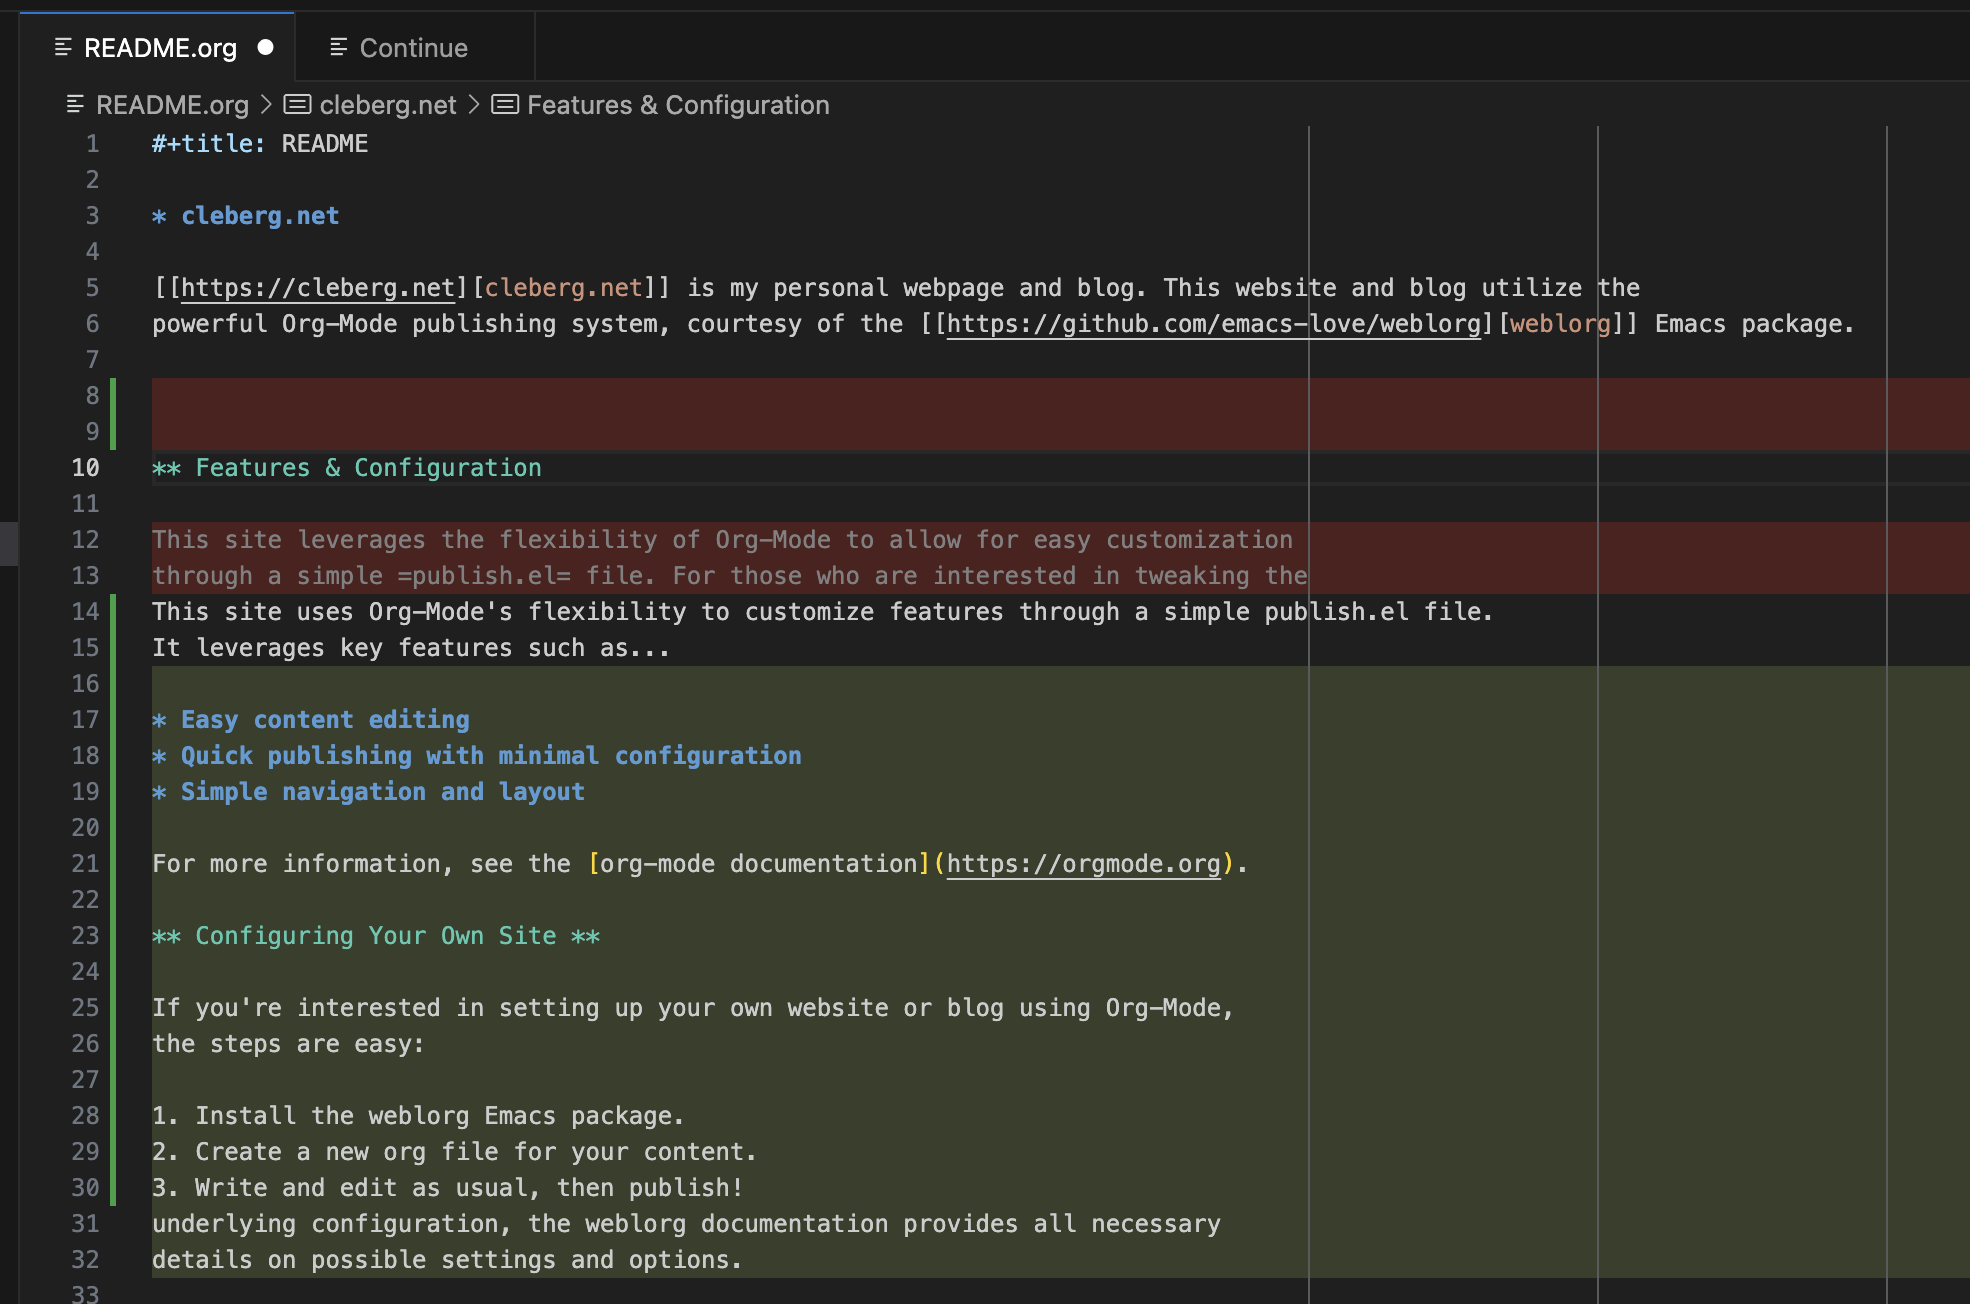 README.org ● Continue
README.org > cleberg.net > Features & Configuration
1 #+title: README
2
3 * cleberg.net
4
5 [[https://cleberg.net][cleberg.net]] is my personal webpage and blog. This website and blog utilize the
6 powerful Org-Mode publishing system, courtesy of the [[https://github.com/emacs-love/weblorg][weblorg]] Emacs package.
7
8
9
10 ** Features & Configuration
11
12 This site leverages the flexibility of Org-Mode to allow for easy customization
13 through a simple =publish.el= file. For those who are interested in tweaking the
14 This site uses Org-Mode's flexibility to customize features through a simple publish.el file.
15 It leverages key features such as...
16
17 * Easy content editing
18 * Quick publishing with minimal configuration
19 * Simple navigation and layout
20
21 For more information, see the [org-mode documentation](https://orgmode.org).
22
23 ** Configuring Your Own Site **
24
25 If you're interested in setting up your own website or blog using Org-Mode,
26 the steps are easy:
27
28 1. Install the weblorg Emacs package.
29 2. Create a new org file for your content.
30 3. Write and edit as usual, then publish!
31 underlying configuration, the weblorg documentation provides all necessary
32 details on possible settings and options.
33